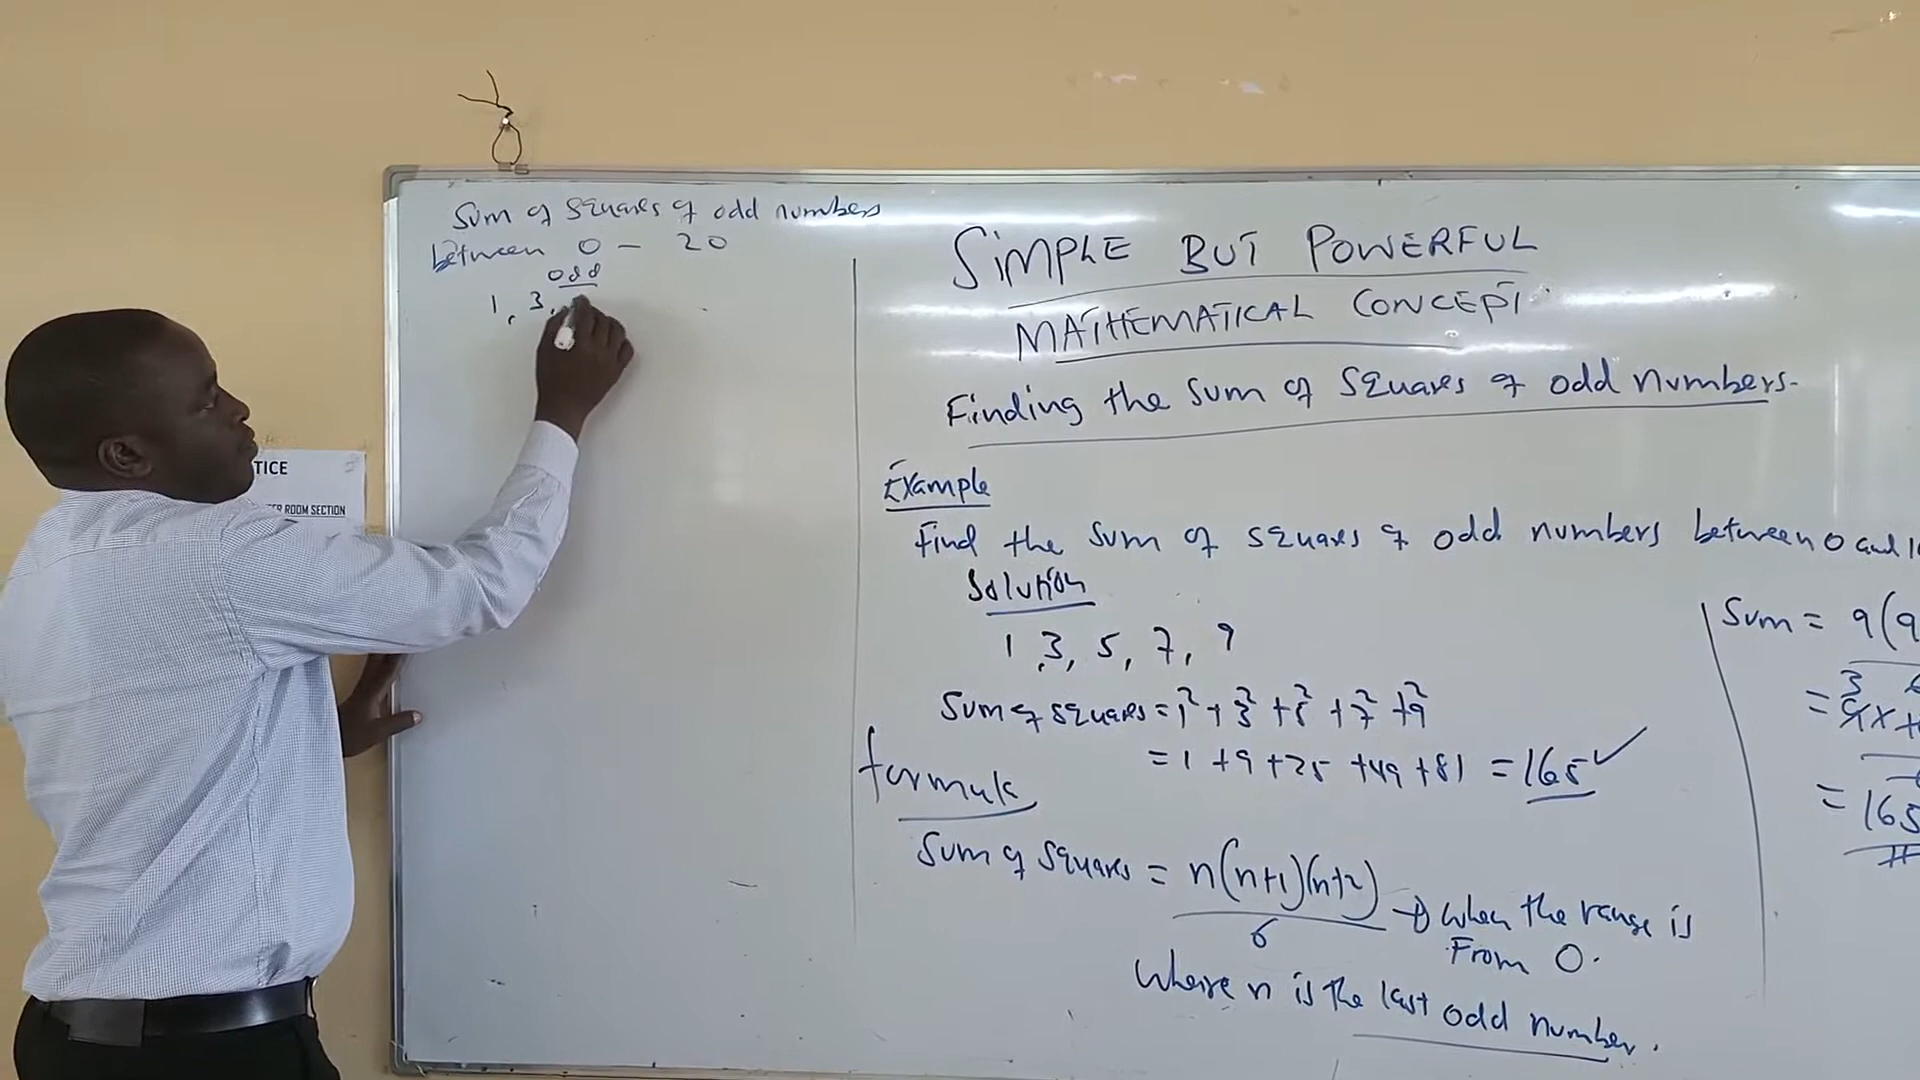 Sum of squares of odd numbers
between 0 - 20
odd
1, 3,
TICE
ROOM SECTION
SIMPLE BUT POWERFUL
MATHEMATICAL CONCEPT
Finding the sum of squares of odd numbers.
Example
Find the sum of squares of odd numbers between 0 and 10
Solution
1, 3, 5, 7, 9
Sum of squares = 1² + 3² + 5² + 7² + 9²
= 1 + 9 + 25 + 49 + 81 = 165 ✓
formula
Sum of squares = n(n+1)(n+2)
6
→ when the range is
From 0.
where n is the last odd number.
Sum = 9(9
= 165